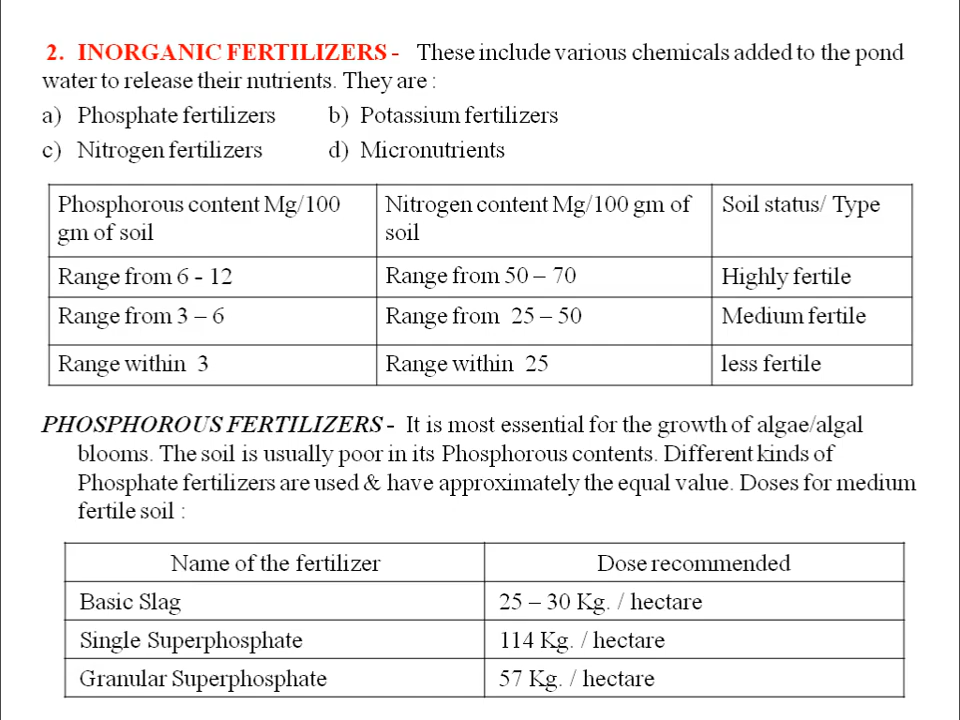 2. INORGANIC FERTILIZERS - These include various chemicals added to the pond
water to release their nutrients. They are :
a) Phosphate fertilizers b) Potassium fertilizers
c) Nitrogen fertilizers d) Micronutrients
Phosphorous content Mg/100 gm of soil Nitrogen content Mg/100 gm of soil Soil status/ Type
Range from 6 - 12 Range from 50 – 70 Highly fertile
Range from 3 – 6 Range from 25 – 50 Medium fertile
Range within 3 Range within 25 less fertile
PHOSPHOROUS FERTILIZERS - It is most essential for the growth of algae/algal
blooms. The soil is usually poor in its Phosphorous contents. Different kinds of
Phosphate fertilizers are used & have approximately the equal value. Doses for medium
fertile soil :
Name of the fertilizer Dose recommended
Basic Slag 25 – 30 Kg. / hectare
Single Superphosphate 114 Kg. / hectare
Granular Superphosphate 57 Kg. / hectare